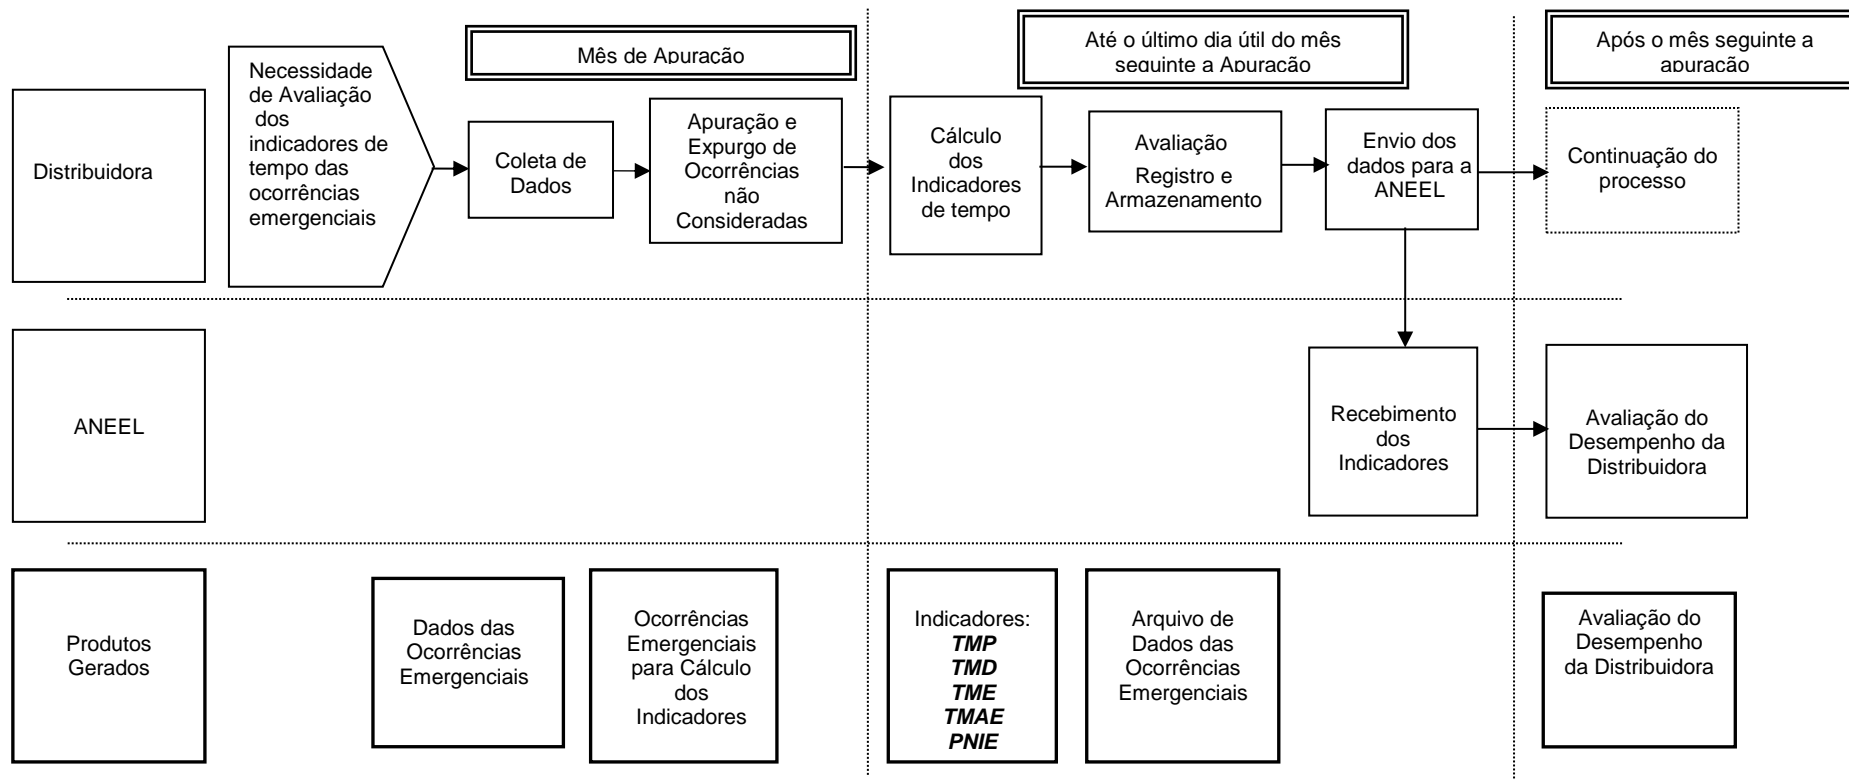 Mês de Apuração
Até o último dia útil do mês
seguinte a Apuração
Após o mês seguinte a
apuração
Distribuidora
Necessidade
de Avaliação
dos
indicadores de
tempo das
ocorrências
emergenciais
Coleta de
Dados
Apuração e
Expurgo de
Ocorrências
não
Consideradas
Cálculo
dos
Indicadores
de tempo
Avaliação
Registro e
Armazenamento
Envio dos
dados para a
ANEEL
Continuação do
processo
ANEEL
Recebimento
dos
Indicadores
Avaliação do
Desempenho da
Distribuidora
Produtos
Gerados
Dados das
Ocorrências
Emergenciais
Ocorrências
Emergenciais
para Cálculo
dos
Indicadores
Indicadores:
TMP
TMD
TME
TMAE
PNIE
Arquivo de
Dados das
Ocorrências
Emergenciais
Avaliação do
Desempenho
da Distribuidora